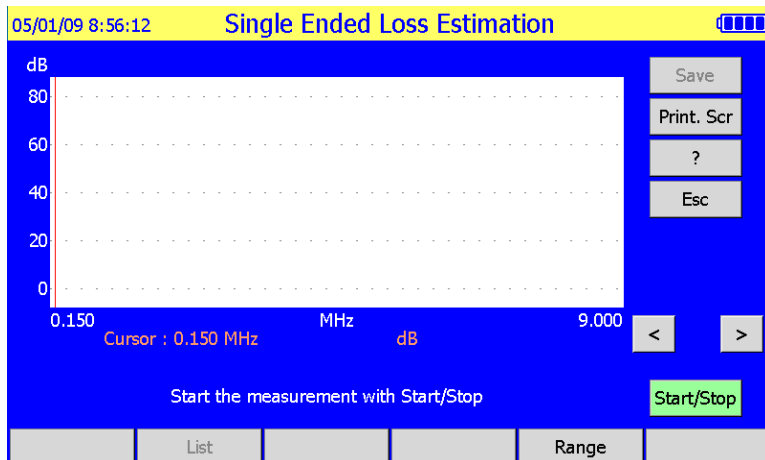 05/01/09 8:56:12 Single Ended Loss Estimation
dB
80
60
40
20
0
0.150 MHz 9.000
Cursor : 0.150 MHz dB
Start the measurement with Start/Stop
Save
Print. Scr
?
Esc
< >
Start/Stop
List Range